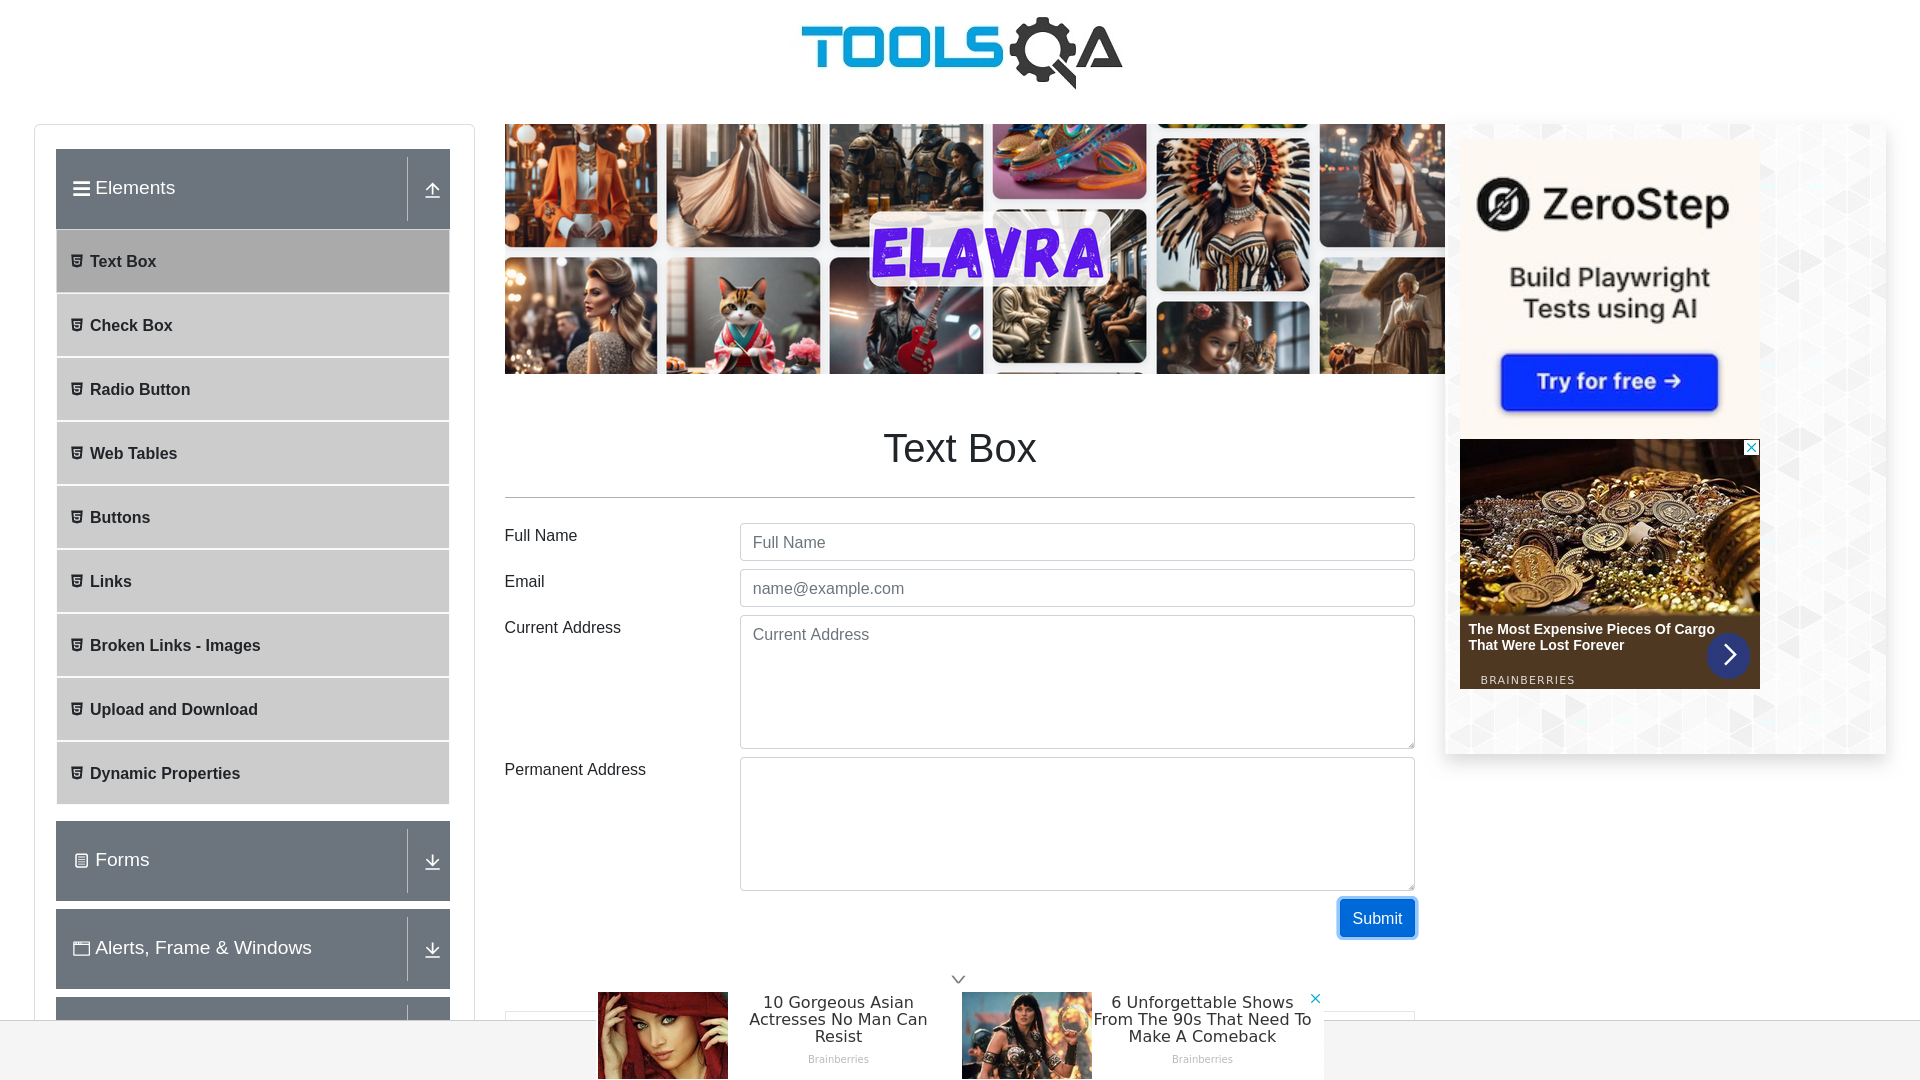 TOOLSQA
Elements
Text Box
Check Box
Radio Button
Web Tables
Buttons
Links
Broken Links - Images
Upload and Download
Dynamic Properties
Forms
Alerts, Frame & Windows
ELAVRA
Text Box
Full Name
Full Name
Email
name@example.com
Current Address
Current Address
Permanent Address
Submit
ZeroStep
Build Playwright
Tests using AI
Try for free →
The Most Expensive Pieces Of Cargo
That Were Lost Forever
BRAINBERRIES
10 Gorgeous Asian
Actresses No Man Can
Resist
Brainberries
6 Unforgettable Shows
From The 90s That Need To
Make A Comeback
Brainberries